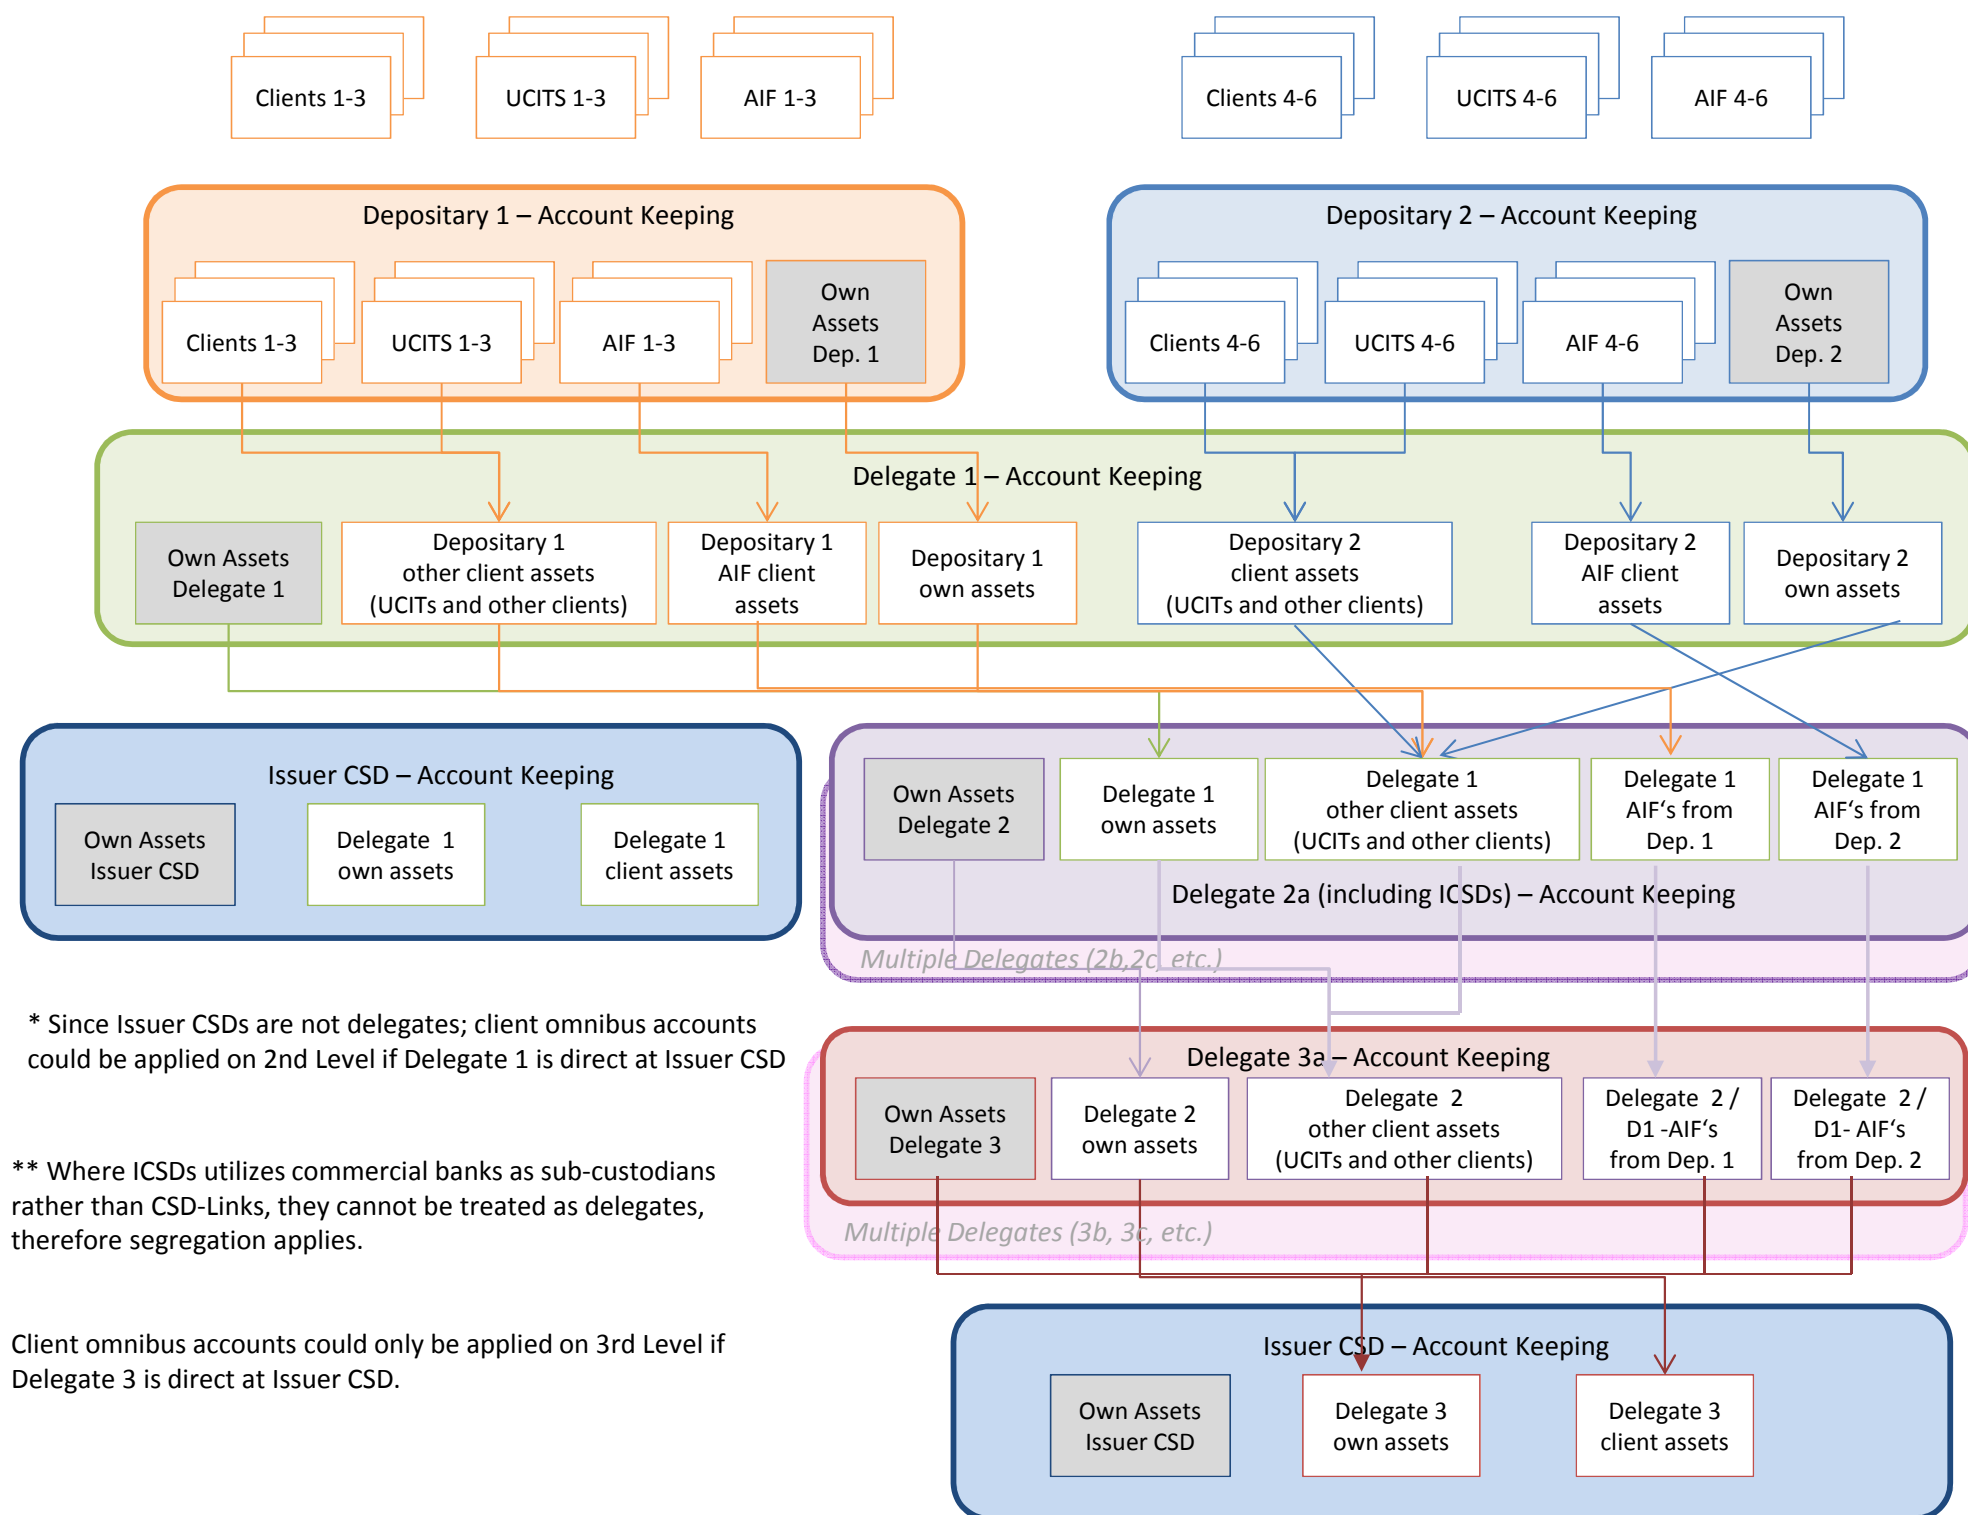 Clients 1-3
UCITS 1-3
AIF 1-3
Clients 4-6
UCITS 4-6
AIF 4-6
Depositary 1 – Account Keeping
Clients 1-3
UCITS 1-3
AIF 1-3
Own
Assets
Dep. 1
Depositary 2 – Account Keeping
Clients 4-6
UCITS 4-6
AIF 4-6
Own
Assets
Dep. 2
Delegate 1 – Account Keeping
Own Assets
Delegate 1
Depositary 1
other client assets
(UCITs and other clients)
Depositary 1
AIF client
assets
Depositary 1
own assets
Depositary 2
client assets
(UCITs and other clients)
Depositary 2
AIF client
assets
Depositary 2
own assets
Issuer CSD – Account Keeping
Own Assets
Issuer CSD
Delegate 1
own assets
Delegate 1
client assets
Own Assets
Delegate 2
Delegate 1
own assets
Delegate 1
other client assets
(UCITs and other clients)
Delegate 1
AIF‘s from
Dep. 1
Delegate 1
AIF‘s from
Dep. 2
Delegate 2a (including ICSDs) – Account Keeping
Multiple Delegates (2b,2c, etc.)
* Since Issuer CSDs are not delegates; client omnibus accounts
could be applied on 2nd Level if Delegate 1 is direct at Issuer CSD
Delegate 3a – Account Keeping
Own Assets
Delegate 3
Delegate 2
own assets
Delegate 2
other client assets
(UCITs and other clients)
Delegate 2 /
D1 -AIF‘s
from Dep. 1
Delegate 2 /
D1- AIF‘s
from Dep. 2
Multiple Delegates (3b, 3c, etc.)
** Where ICSDs utilizes commercial banks as sub-custodians
rather than CSD-Links, they cannot be treated as delegates,
therefore segregation applies.
Client omnibus accounts could only be applied on 3rd Level if
Delegate 3 is direct at Issuer CSD.
Issuer CSD – Account Keeping
Own Assets
Issuer CSD
Delegate 3
own assets
Delegate 3
client assets